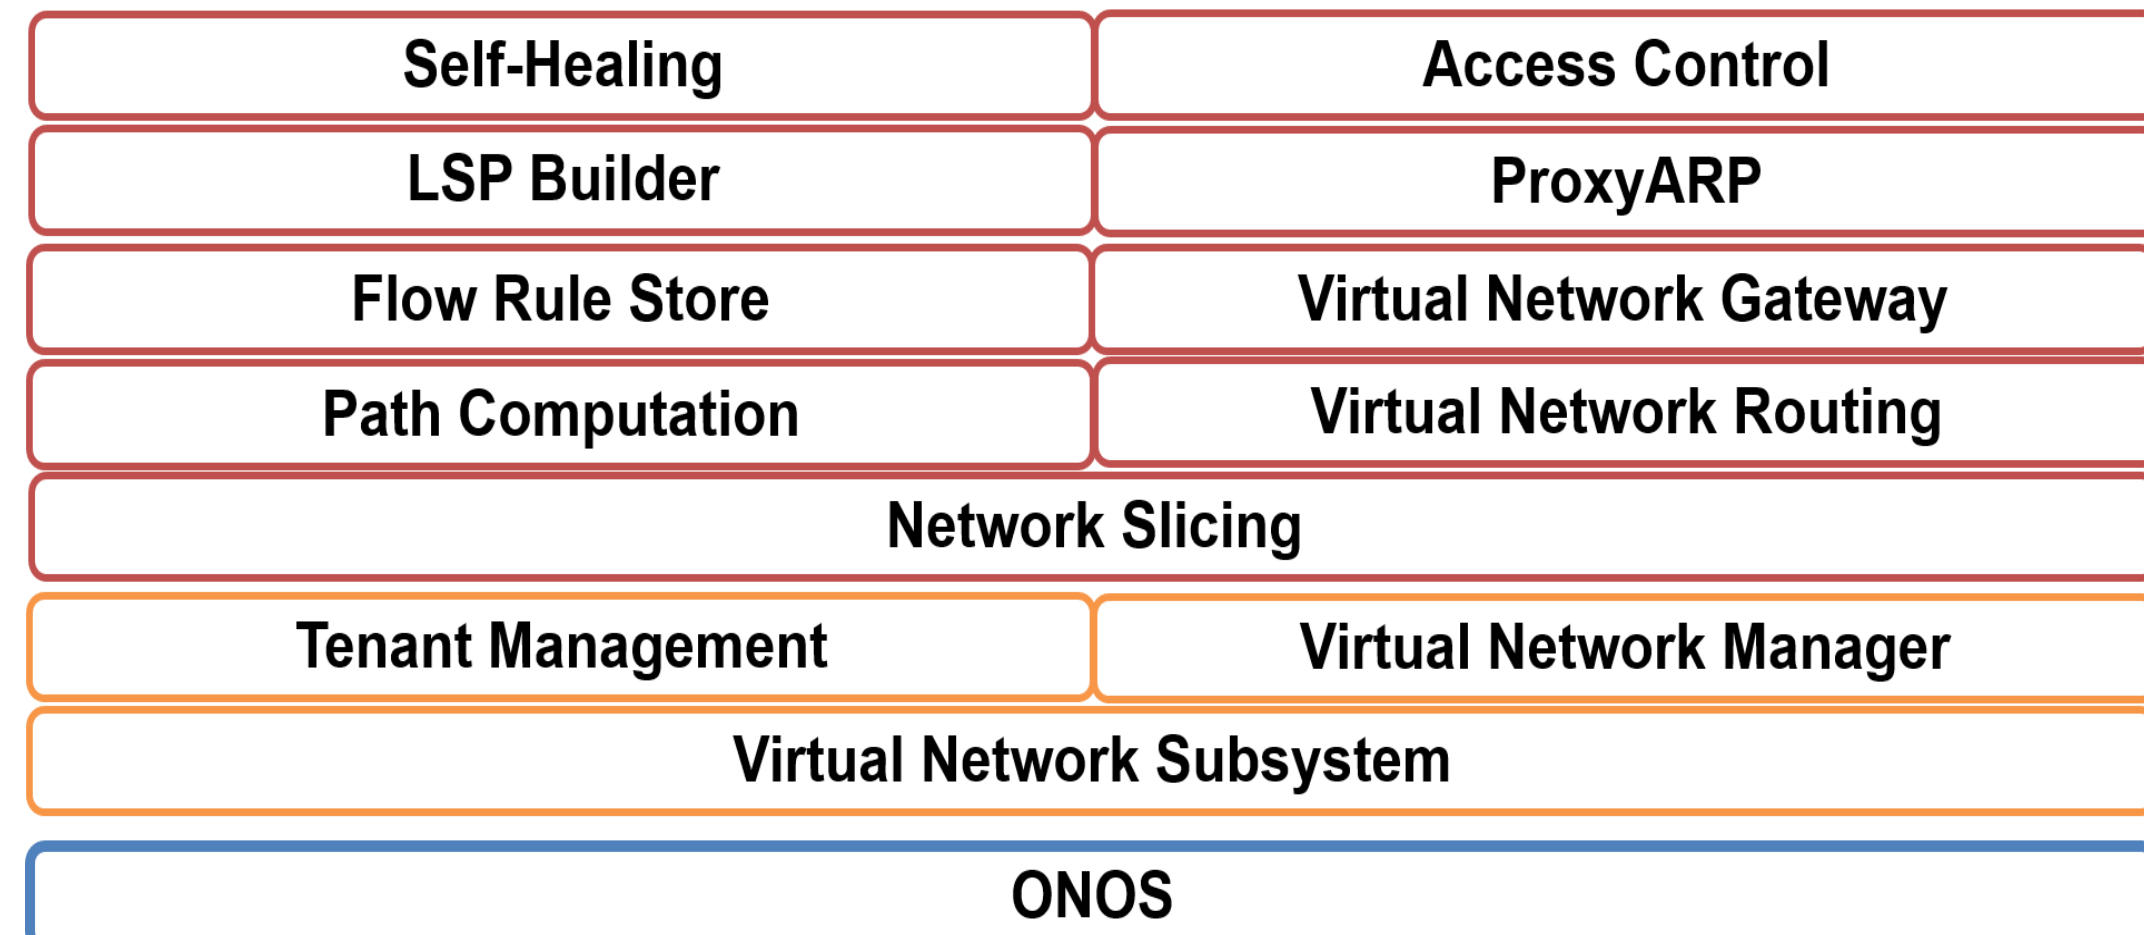 Self-Healing
Access Control
LSP Builder
ProxyARP
Flow Rule Store
Virtual Network Gateway
Path Computation
Virtual Network Routing
Network Slicing
Tenant Management
Virtual Network Manager
Virtual Network Subsystem
ONOS